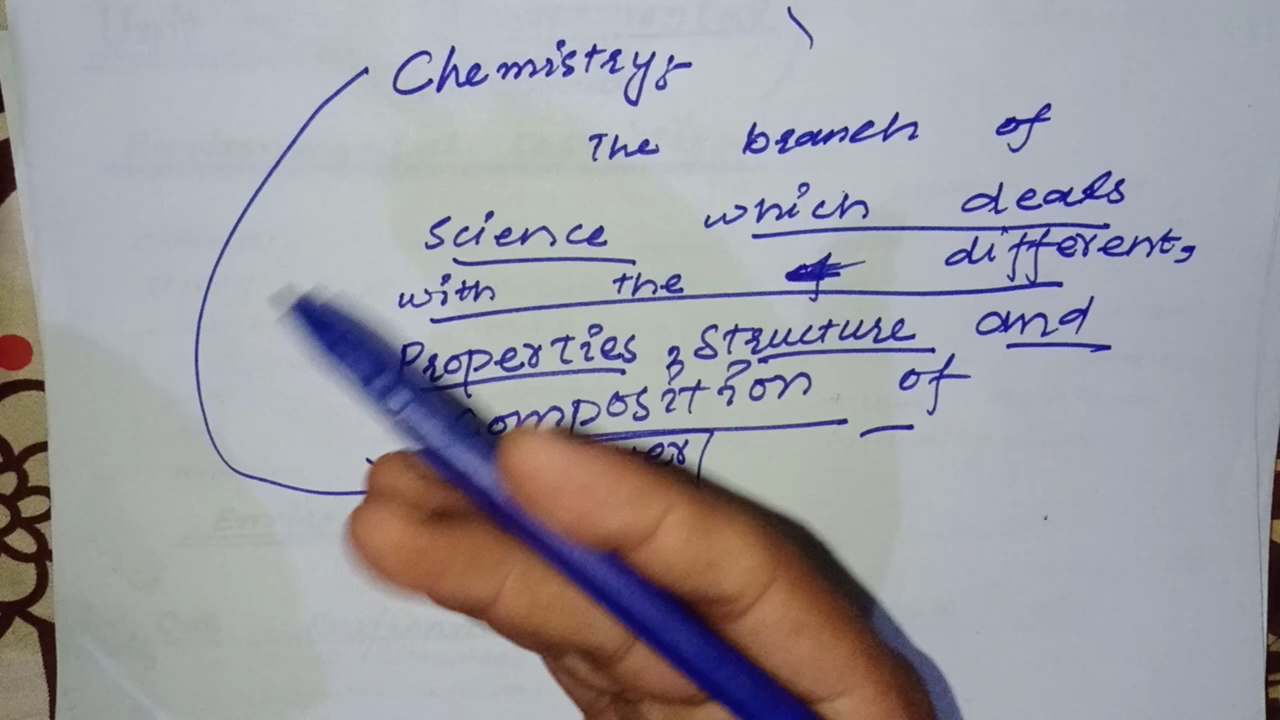 Chemistry:-
The branch of
Science which deals
with the different,
Properties, Structure and
composition of